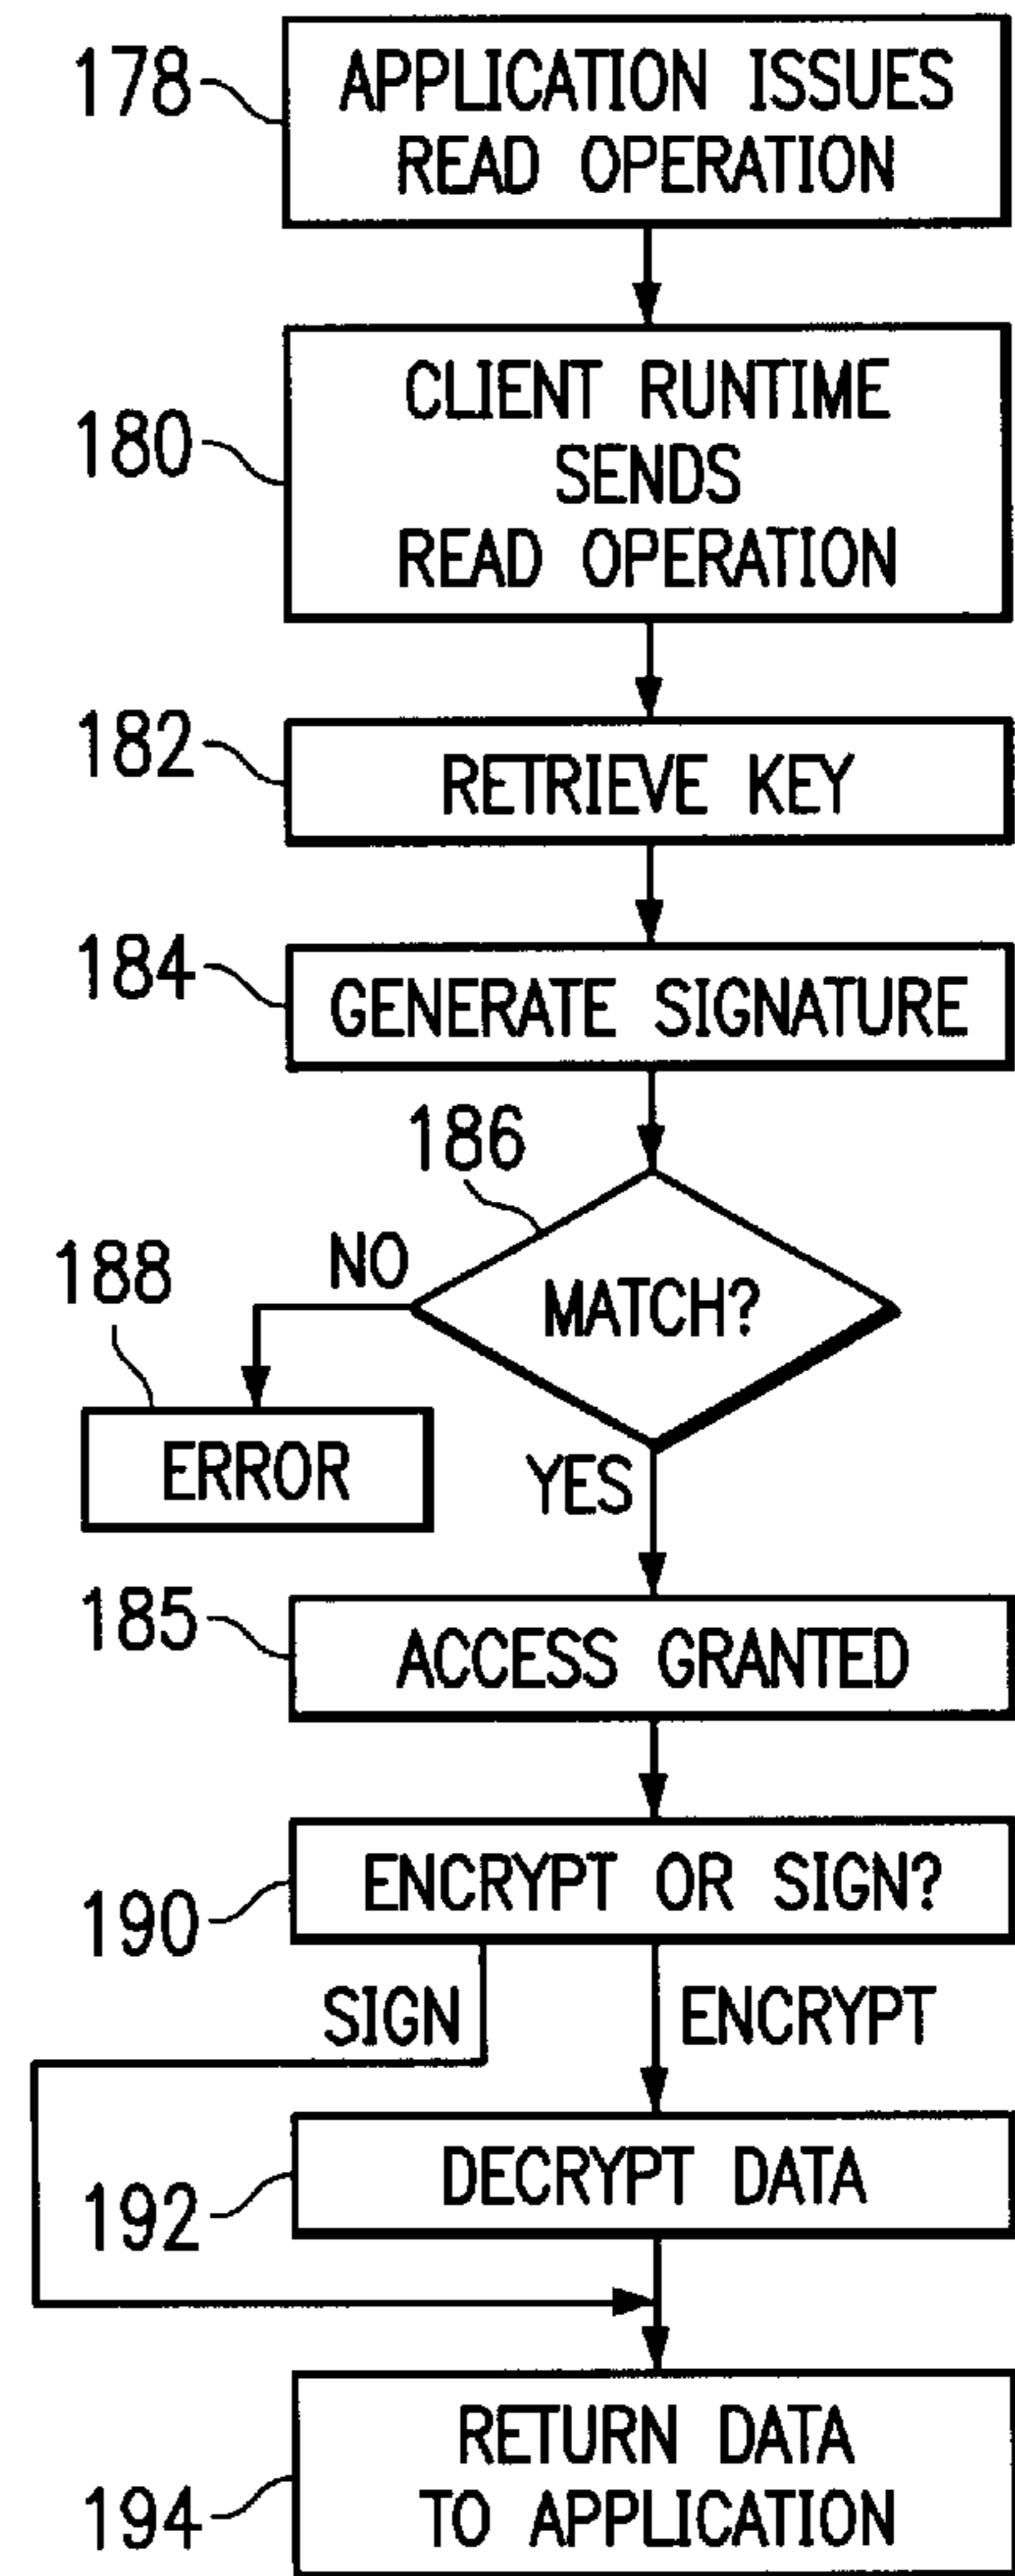 178
APPLICATION ISSUES
READ OPERATION
180
CLIENT RUNTIME
SENDS
READ OPERATION
182
RETRIEVE KEY
184
GENERATE SIGNATURE
186
MATCH?
NO
188
ERROR
YES
185
ACCESS GRANTED
190
ENCRYPT OR SIGN?
SIGN
ENCRYPT
192
DECRYPT DATA
194
RETURN DATA
TO APPLICATION